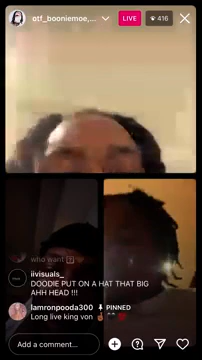 otf_booniemoe,...
LIVE
416
who want
iivisuals_
DOODIE PUT ON A HAT THAT BIG
AHH HEAD !!!
lamronpooda300 PINNED
Long live king von
Add a comment...